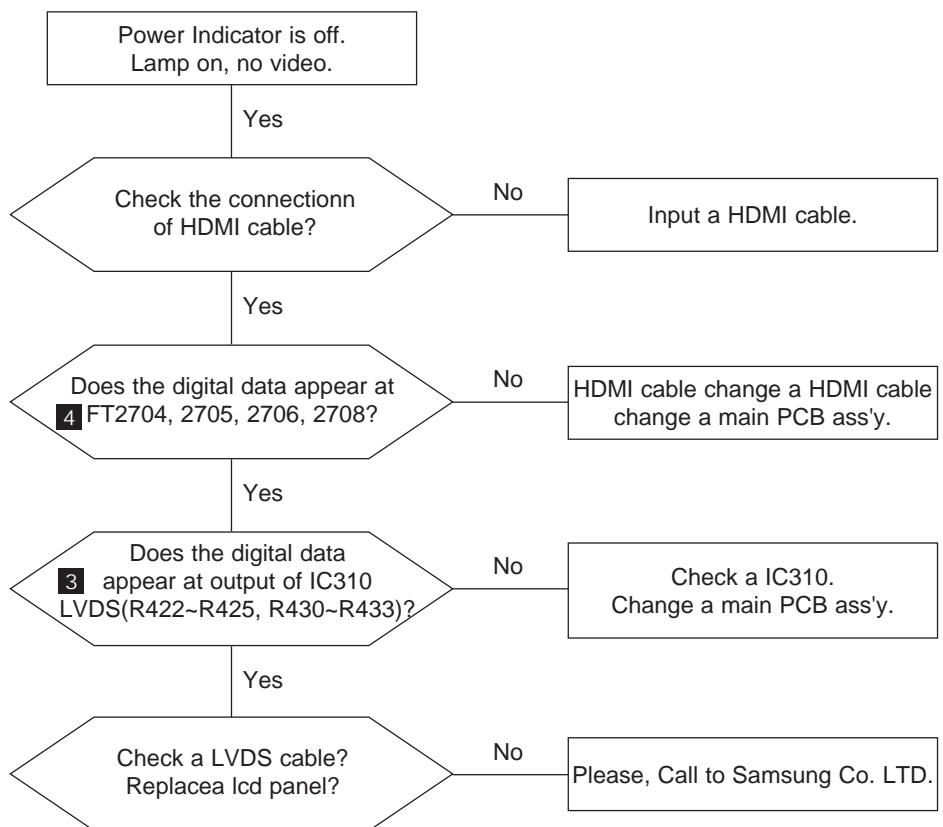 Power Indicator is off.
Lamp on, no video.
Yes
Check the connectionn
of HDMI cable?
No
Input a HDMI cable.
Yes
Does the digital data appear at
4 FT2704, 2705, 2706, 2708?
No
HDMI cable change a HDMI cable
change a main PCB ass'y.
Yes
Does the digital data
3 appear at output of IC310
LVDS(R422~R425, R430~R433)?
No
Check a IC310.
Change a main PCB ass'y.
Yes
Check a LVDS cable?
Replacea lcd panel?
No
Please, Call to Samsung Co. LTD.